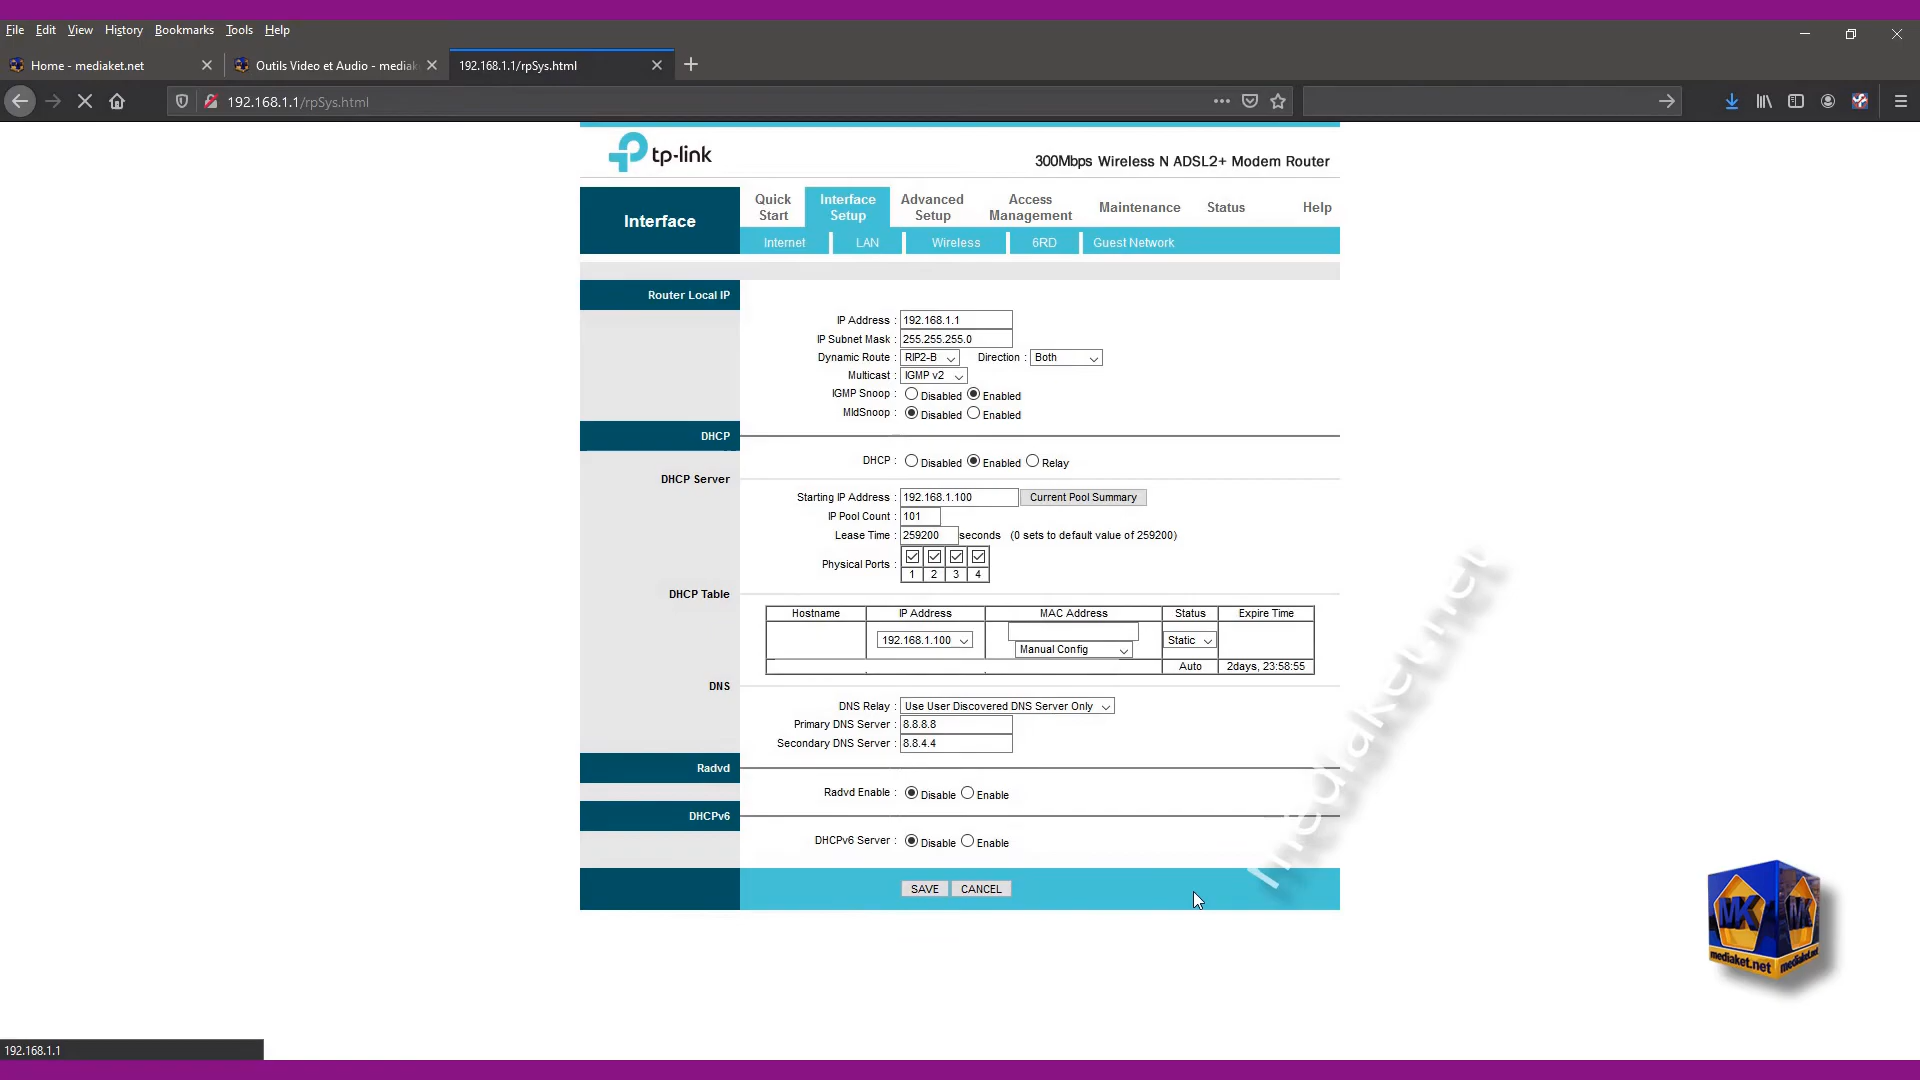 File Edit View History Bookmarks Tools Help
Home - mediaket.net
Outils Video et Audio - mediak
192.168.1.1/rpSys.html
192.168.1.1/rpSys.html
tp-link
300Mbps Wireless N ADSL2+ Modem Router
Interface
Quick Start
Interface Setup
Advanced Setup
Access Management
Maintenance
Status
Help
Internet LAN Wireless 6RD Guest Network
Router Local IP
IP Address : 192.168.1.1
IP Subnet Mask : 255.255.255.0
Dynamic Route : RIP2-B Direction : Both
Multicast : IGMP v2
IGMP Snoop : Disabled Enabled
MldSnoop : Disabled Enabled
DHCP
DHCP : Disabled Enabled Relay
DHCP Server
Starting IP Address : 192.168.1.100 Current Pool Summary
IP Pool Count : 101
Lease Time : 259200 seconds (0 sets to default value of 259200)
Physical Ports :
1 2 3 4
DHCP Table
Hostname IP Address MAC Address Status Expire Time
192.168.1.100 Manual Config Static
Auto 2days, 23:58:55
DNS
DNS Relay : Use User Discovered DNS Server Only
Primary DNS Server : 8.8.8.8
Secondary DNS Server : 8.8.4.4
Radvd
Radvd Enable : Disable Enable
DHCPv6
DHCPv6 Server : Disable Enable
SAVE CANCEL
mediaket.net
MK MK
mediaket.net mediaket.net
192.168.1.1